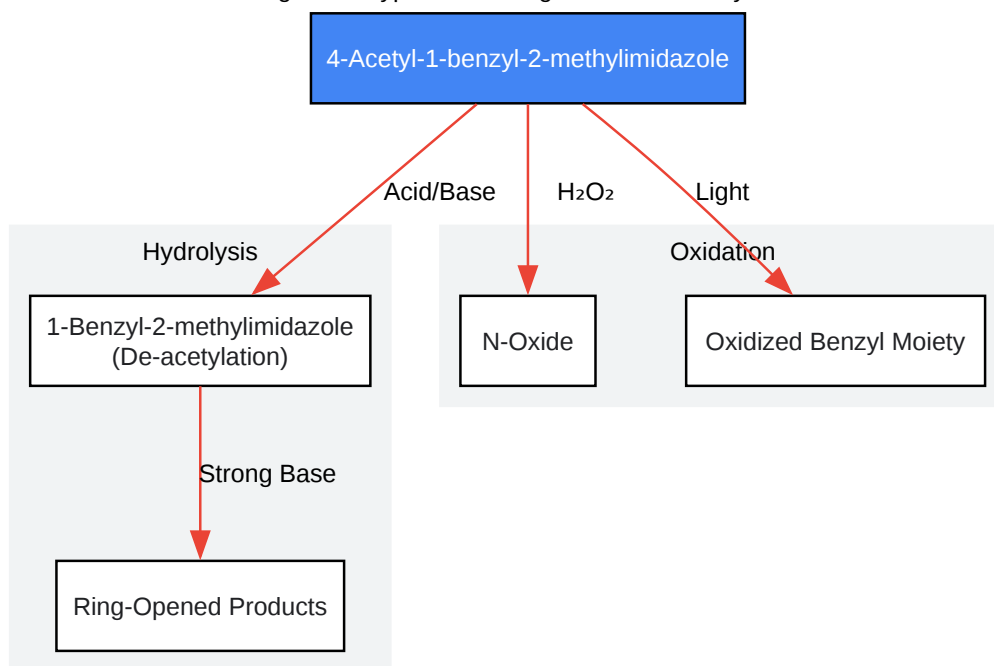 4-Acetyl-1-benzyl-2-methylimidazole
Acid/Base
H₂O₂
Light
Hydrolysis
Oxidation
1-Benzyl-2-methylimidazole
(De-acetylation)
N-Oxide
Oxidized Benzyl Moiety
Strong Base
Ring-Opened Products